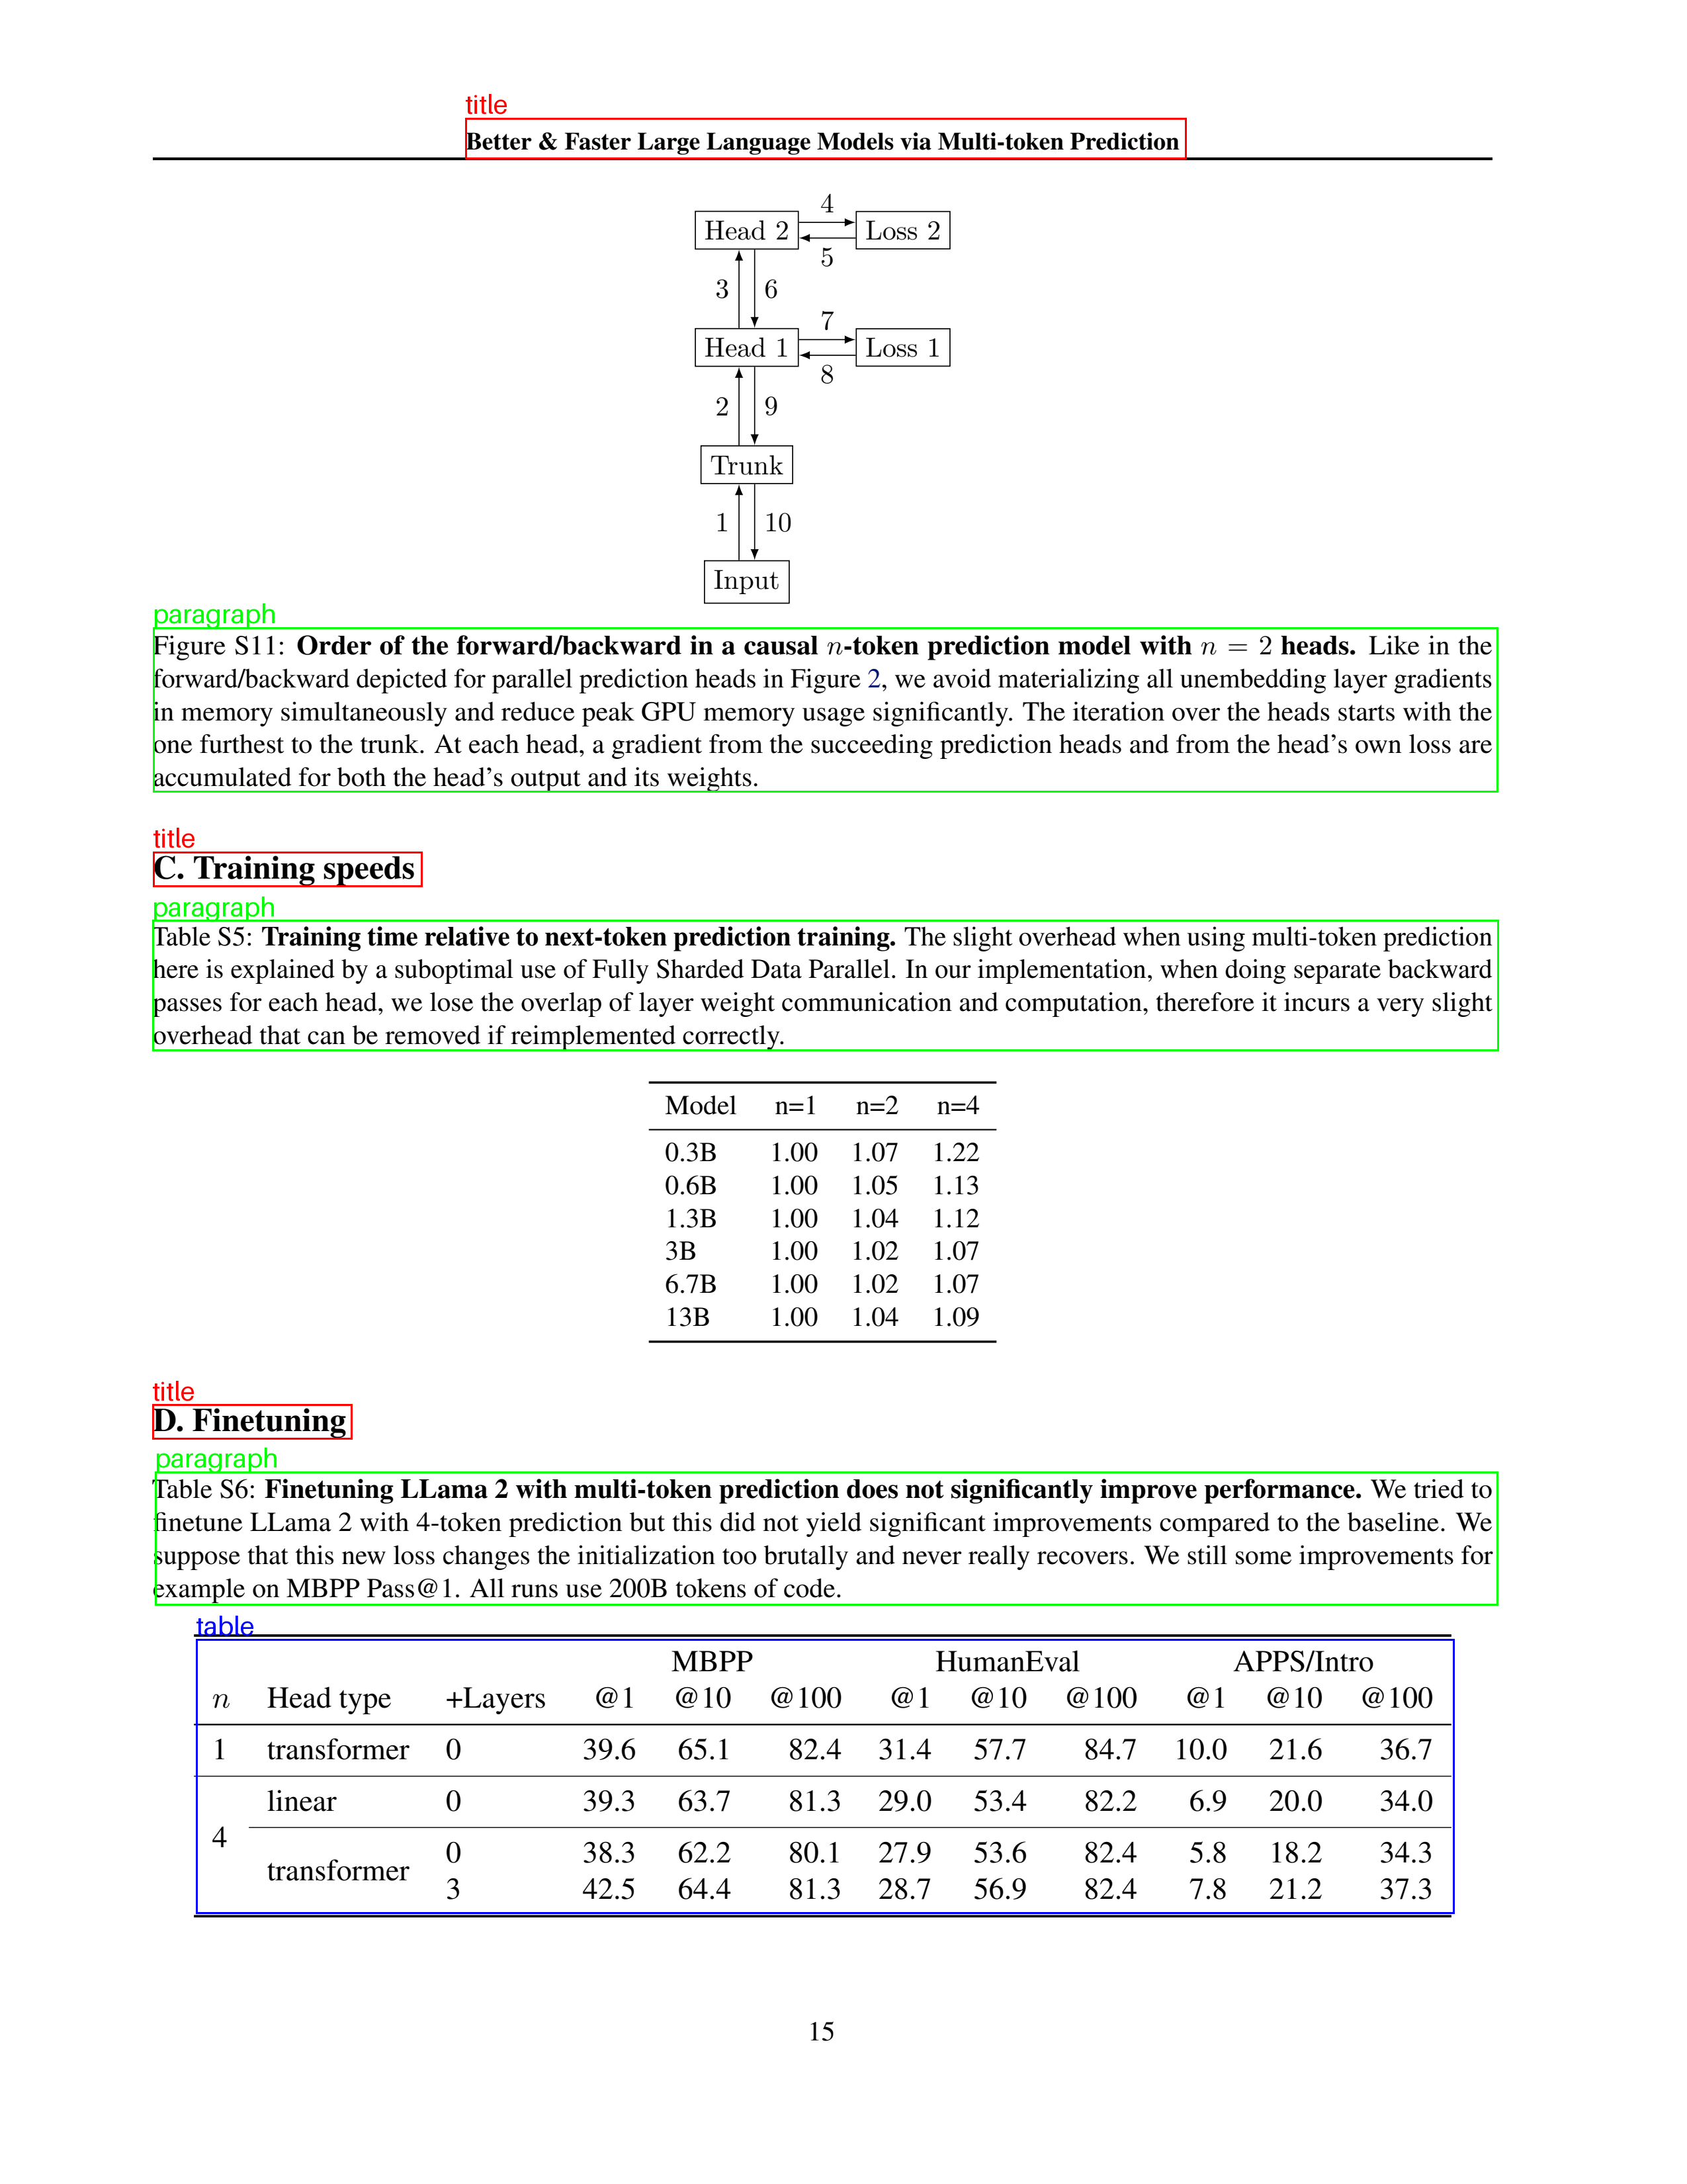 title
Better & Faster Large Language Models via Multi-token Prediction
4
Head 2 Loss 2
5
3 6
7
Head 1 Loss 1
8
2 9
Trunk
1 10
Input
paragraph
Figure S11: Order of the forward/backward in a causal n-token prediction model with n = 2 heads. Like in the
forward/backward depicted for parallel prediction heads in Figure 2, we avoid materializing all unembedding layer gradients
in memory simultaneously and reduce peak GPU memory usage significantly. The iteration over the heads starts with the
one furthest to the trunk. At each head, a gradient from the succeeding prediction heads and from the head's own loss are
accumulated for both the head's output and its weights.
title
C. Training speeds
paragraph
Table S5: Training time relative to next-token prediction training. The slight overhead when using multi-token prediction
here is explained by a suboptimal use of Fully Sharded Data Parallel. In our implementation, when doing separate backward
passes for each head, we lose the overlap of layer weight communication and computation, therefore it incurs a very slight
overhead that can be removed if reimplemented correctly.
Model n=1 n=2 n=4
0.3B 1.00 1.07 1.22
0.6B 1.00 1.05 1.13
1.3B 1.00 1.04 1.12
3B 1.00 1.02 1.07
6.7B 1.00 1.02 1.07
13B 1.00 1.04 1.09
title
D. Finetuning
paragraph
Table S6: Finetuning LLama 2 with multi-token prediction does not significantly improve performance. We tried to
finetune LLama 2 with 4-token prediction but this did not yield significant improvements compared to the baseline. We
suppose that this new loss changes the initialization too brutally and never really recovers. We still some improvements for
example on MBPP Pass@1. All runs use 200B tokens of code.
table
MBPP HumanEval APPS/Intro
n Head type +Layers @1 @10 @100 @1 @10 @100 @1 @10 @100
1 transformer 0 39.6 65.1 82.4 31.4 57.7 84.7 10.0 21.6 36.7
linear 0 39.3 63.7 81.3 29.0 53.4 82.2 6.9 20.0 34.0
4
0 38.3 62.2 80.1 27.9 53.6 82.4 5.8 18.2 34.3
transformer
3 42.5 64.4 81.3 28.7 56.9 82.4 7.8 21.2 37.3
15